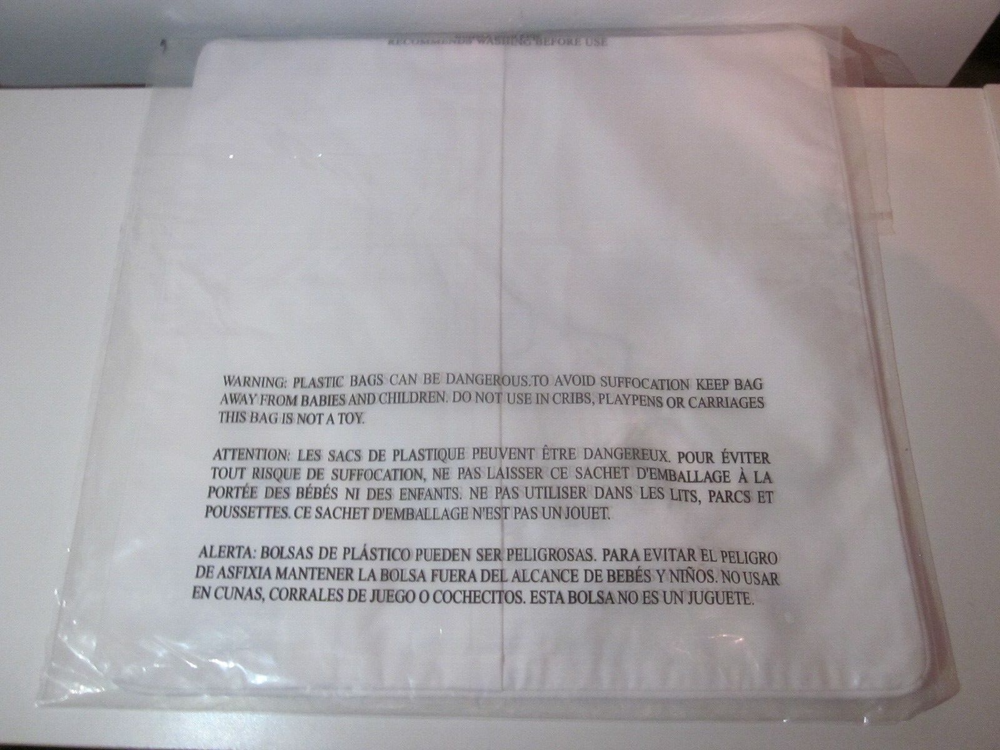 RECOMMENDS WASHING BEFORE USE
WARNING: PLASTIC BAGS CAN BE DANGEROUS.TO AVOID SUFFOCATION KEEP BAG
AWAY FROM BABIES AND CHILDREN. DO NOT USE IN CRIBS, PLAYPENS OR CARRIAGES
THIS BAG IS NOT A TOY.
ATTENTION: LES SACS DE PLASTIQUE PEUVENT ÊTRE DANGEREUX. POUR ÉVITER
TOUT RISQUE DE SUFFOCATION, NE PAS LAISSER CE SACHET D'EMBALLAGE À LA
PORTÉE DES BÉBÉS NI DES ENFANTS. NE PAS UTILISER DANS LES LITS, PARCS ET
POUSSETTES. CE SACHET D'EMBALLAGE N'EST PAS UN JOUET.
ALERTA: BOLSAS DE PLÁSTICO PUEDEN SER PELIGROSAS. PARA EVITAR EL PELIGRO
DE ASFIXIA MANTENER LA BOLSA FUERA DEL ALCANCE DE BEBÉS Y NIÑOS. NO USAR
EN CUNAS, CORRALES DE JUEGO O COCHECITOS. ESTA BOLSA NO ES UN JUGUETE.